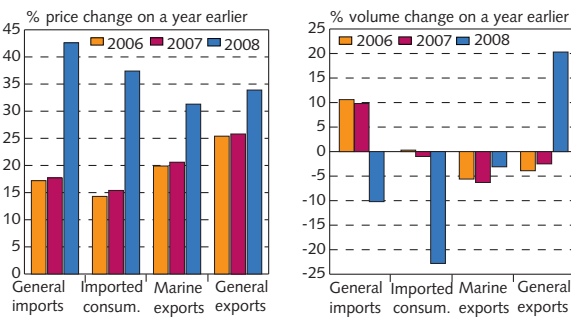 % price change on a year earlier
45
40
35
30
25
20
15
10
5
0
2006 2007 2008
General imports
Imported consum.
Marine exports
General exports
% volume change on a year earlier
25
20
15
10
5
0
-5
-10
-15
-20
-25
2006 2007 2008
General imports
Imported consum.
Marine exports
General exports